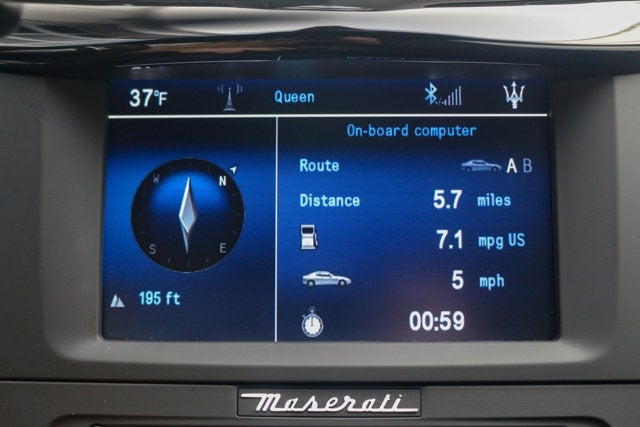 37°F
Queen
On-board computer
Route A B
Distance 5.7 miles
7.1 mpg US
5 mph
00:59
W N
S E
195 ft
Maserati